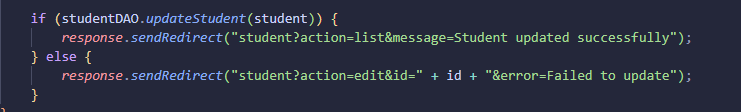 if (studentDAO.updateStudent(student)) {
response.sendRedirect("student?action=list&message=Student updated successfully");
} else {
response.sendRedirect("student?action=edit&id=" + id + "&error=Failed to update");
}
}